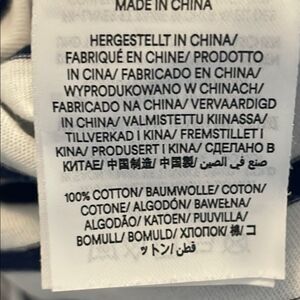 MADE IN CHINA
HERGESTELLT IN CHINA/
FABRIQUÉ EN CHINE/ PRODOTTO
IN CINA/ FABRICADO EN CHINA/
WYPRODUKOWANO W CHINACH/
FABRICADO NA CHINA/ VERVAARDIGD
IN CHINA/ VALMISTETTU KIINASSA/
TILLVERKAD I KINA/ FREMSTILLET I
KINA/ PRODUSERT I KINA/ СДЕЛАНО В
КИТАЕ/ 中国制造/ 中国製/ صنع في الصين
100% COTTON/ BAUMWOLLE/ COTON/
COTONE/ ALGODÓN/ BAWEŁNA/
ALGODÃO/ KATOEN/ PUUVILLA/
BOMULL/ BOMULD/ ХЛОПОК/ 棉/ コ
ットン/ قطن